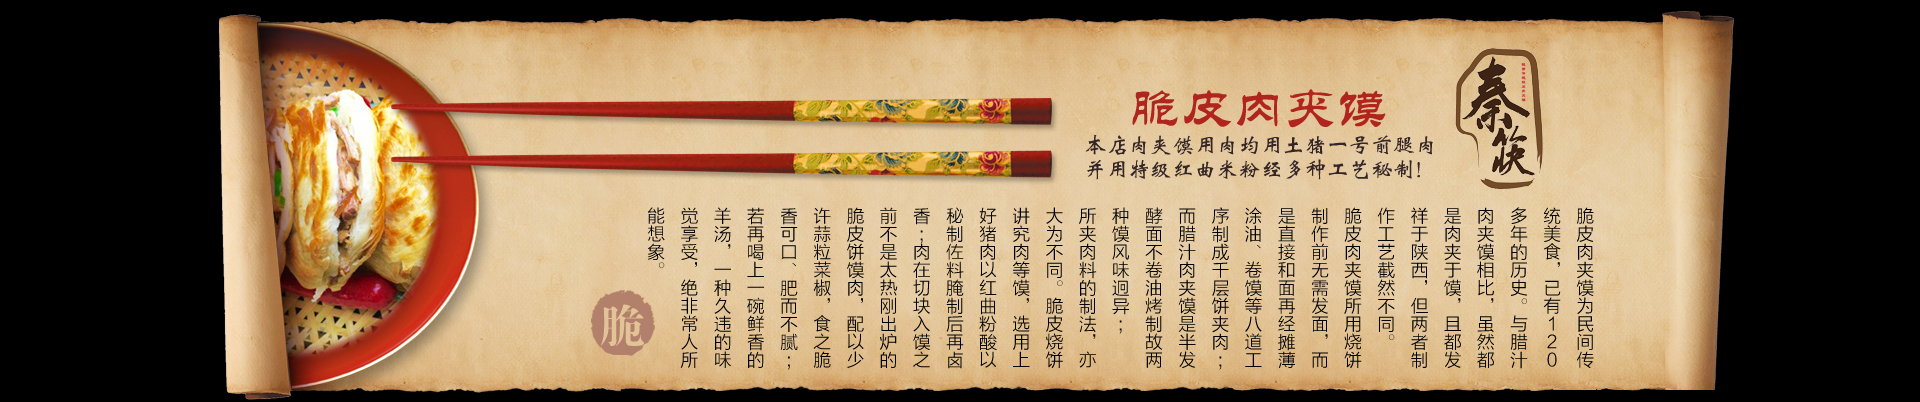 秦筷
脆皮肉夹馍
本店肉夹馍用肉均用土猪一号前腿肉
并用特级红曲米粉经多种工艺秘制!
脆皮肉夹馍为民间传
统美食，已有120
多年的历史。与腊汁
肉夹馍相比，虽然都
是肉夹于馍，且都发
祥于陕西，但两者制
作工艺截然不同。
脆皮肉夹馍所用烧饼
制作前无需发面，而
是直接和面再经摊薄
涂油、卷馍等八道工
序制成千层饼夹肉；
而腊汁肉夹馍是半发
酵面不卷油烤制故两
种馍风味迥异；
所夹肉料的制法，亦
大为不同。脆皮烧饼
讲究肉等馍，选用上
好猪肉以红曲粉酸以
秘制佐料腌制后再卤
香；肉在切块入馍之
前不是太热刚出炉的
脆皮饼馍肉，配以少
许蒜粒菜椒，食之脆
香可口、肥而不腻；
若再喝上一碗鲜香的
羊汤，一种久违的味
觉享受，绝非常人所
能想象。
脆